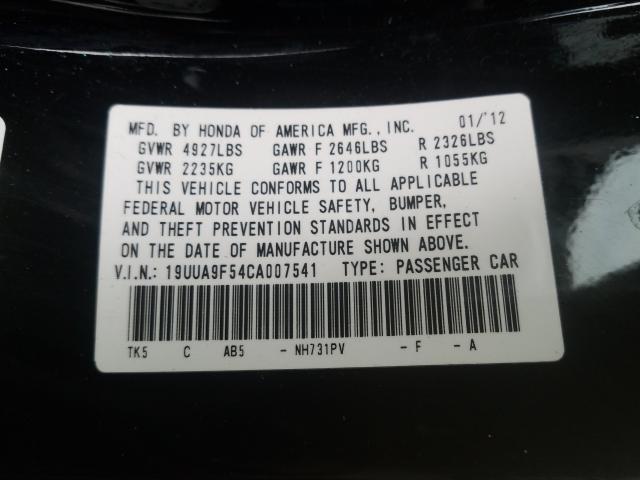 MFD. BY HONDA OF AMERICA MFG., INC. 01/'12
GVWR 4927LBS GAWR F 2646LBS R 2326LBS
GVWR 2235KG GAWR F 1200KG R 1055KG
THIS VEHICLE CONFORMS TO ALL APPLICABLE
FEDERAL MOTOR VEHICLE SAFETY, BUMPER,
AND THEFT PREVENTION STANDARDS IN EFFECT
ON THE DATE OF MANUFACTURE SHOWN ABOVE.
V.I.N.: 19UUA9F54CA007541 TYPE: PASSENGER CAR
TK5 C AB5 - NH731PV - F - A